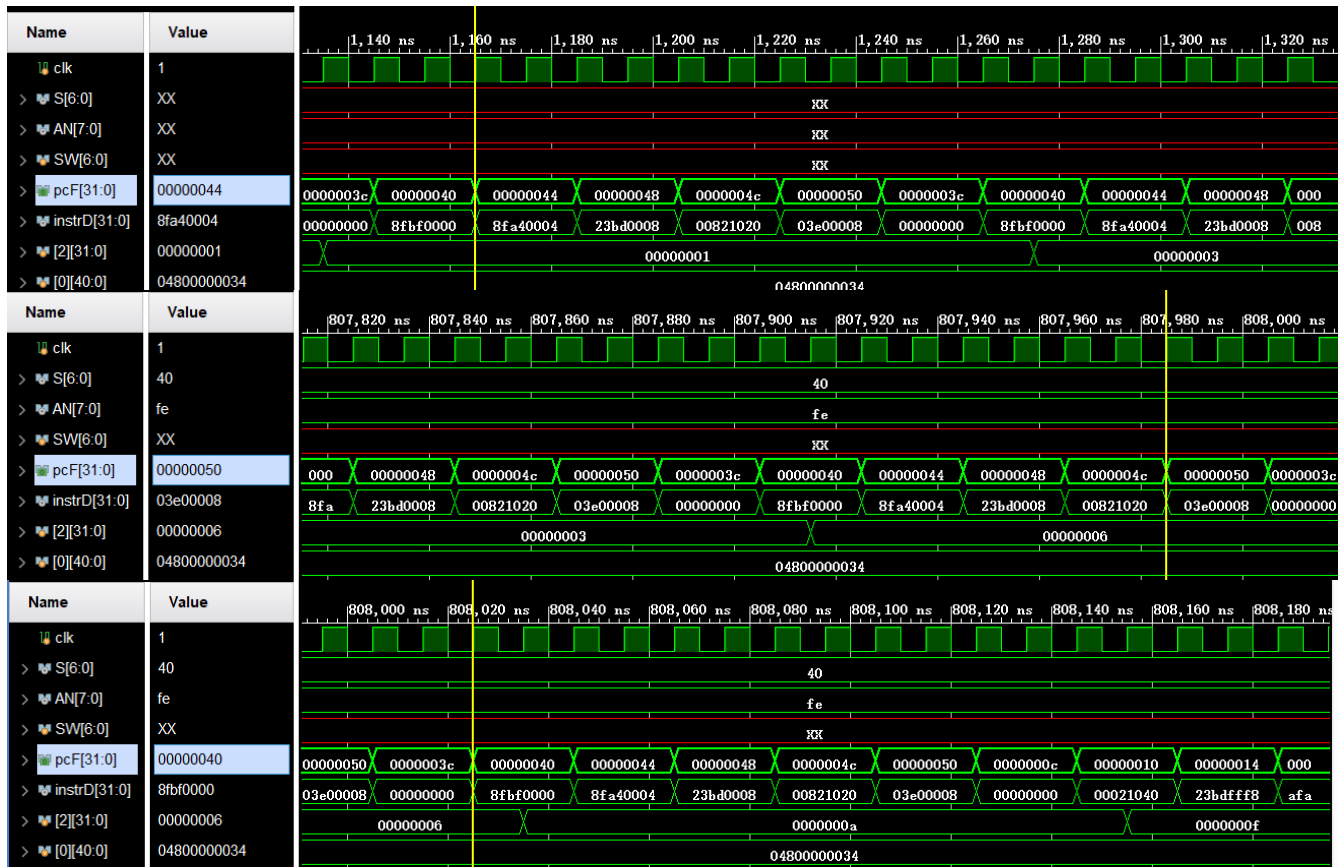 Name Value
1,140 ns 1,160 ns 1,180 ns 1,200 ns 1,220 ns 1,240 ns 1,260 ns 1,280 ns 1,300 ns 1,320 ns
clk 1
S[6:0] XX XX
AN[7:0] XX XX
SW[6:0] XX XX
pcF[31:0] 00000044 0000003c 00000040 00000044 00000048 0000004c 00000050 0000003c 00000040 00000044 00000048 000
instrD[31:0] 8fa40004 00000000 8fbf0000 8fa40004 23bd0008 00821020 03e00008 00000000 8fbf0000 8fa40004 23bd0008 008
[2][31:0] 00000001 00000001 00000003
[0][40:0] 04800000034 04800000034
Name Value
807,820 ns 807,840 ns 807,860 ns 807,880 ns 807,900 ns 807,920 ns 807,940 ns 807,960 ns 807,980 ns 808,000 ns
clk 1
S[6:0] 40 40
AN[7:0] fe fe
SW[6:0] XX XX
pcF[31:0] 00000050 000 00000048 0000004c 00000050 0000003c 00000040 00000044 00000048 0000004c 00000050 0000003c
instrD[31:0] 03e00008 8fa 23bd0008 00821020 03e00008 00000000 8fbf0000 8fa40004 23bd0008 00821020 03e00008 00000000
[2][31:0] 00000006 00000003 00000006
[0][40:0] 04800000034 04800000034
Name Value
808,000 ns 808,020 ns 808,040 ns 808,060 ns 808,080 ns 808,100 ns 808,120 ns 808,140 ns 808,160 ns 808,180 ns
clk 1
S[6:0] 40 40
AN[7:0] fe fe
SW[6:0] XX XX
pcF[31:0] 00000040 00000050 0000003c 00000040 00000044 00000048 0000004c 00000050 0000000c 00000010 00000014 000
instrD[31:0] 8fbf0000 03e00008 00000000 8fbf0000 8fa40004 23bd0008 00821020 03e00008 00000000 00021040 23bdfff8 afa
[2][31:0] 00000006 00000006 0000000a 0000000f
[0][40:0] 04800000034 04800000034